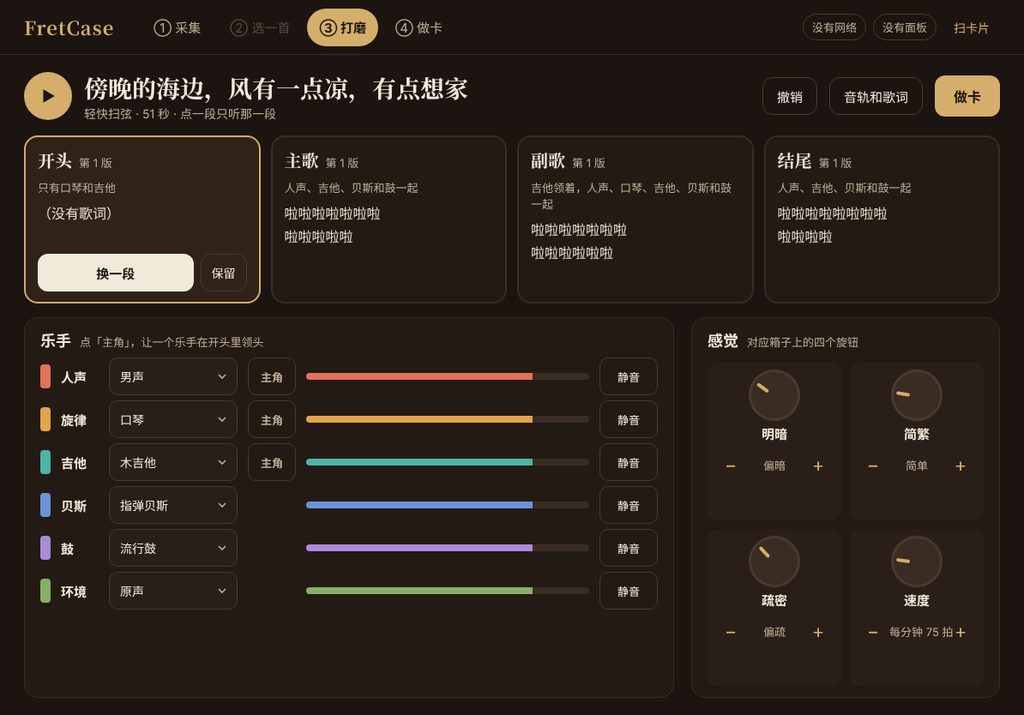 FretCase
① 采集
② 选一首
③ 打磨
④ 做卡
没有网络
没有面板
扫卡片
傍晚的海边，风有一点凉，有点想家
轻快扫弦 · 51 秒 · 点一段只听那一段
撤销
音轨和歌词
做卡
开头 第 1 版
只有口琴和吉他
（没有歌词）
换一段
保留
主歌 第 1 版
人声、吉他、贝斯和鼓一起
啦啦啦啦啦啦啦
啦啦啦啦啦
副歌 第 1 版
吉他领着，人声、口琴、吉他、贝斯和鼓
一起
啦啦啦啦啦啦啦
啦啦啦啦啦啦
结尾 第 1 版
人声、吉他、贝斯和鼓一起
啦啦啦啦啦啦啦啦
啦啦啦啦
乐手 点「主角」，让一个乐手在开头里领头
人声 男声 主角 静音
旋律 口琴 主角 静音
吉他 木吉他 主角 静音
贝斯 指弹贝斯 静音
鼓 流行鼓 静音
环境 原声 静音
感觉 对应箱子上的四个旋钮
明暗
− 偏暗 +
简繁
− 简单 +
疏密
− 偏疏 +
速度
− 每分钟 75 拍 +